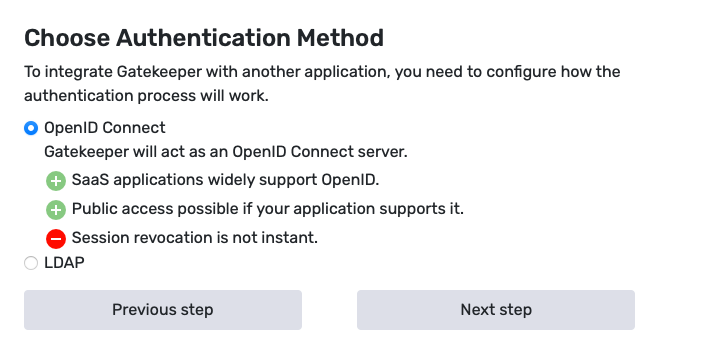 Choose Authentication Method
To integrate Gatekeeper with another application, you need to configure how the
authentication process will work.
OpenID Connect
Gatekeeper will act as an OpenID Connect server.
SaaS applications widely support OpenID.
Public access possible if your application supports it.
Session revocation is not instant.
LDAP
Previous step
Next step